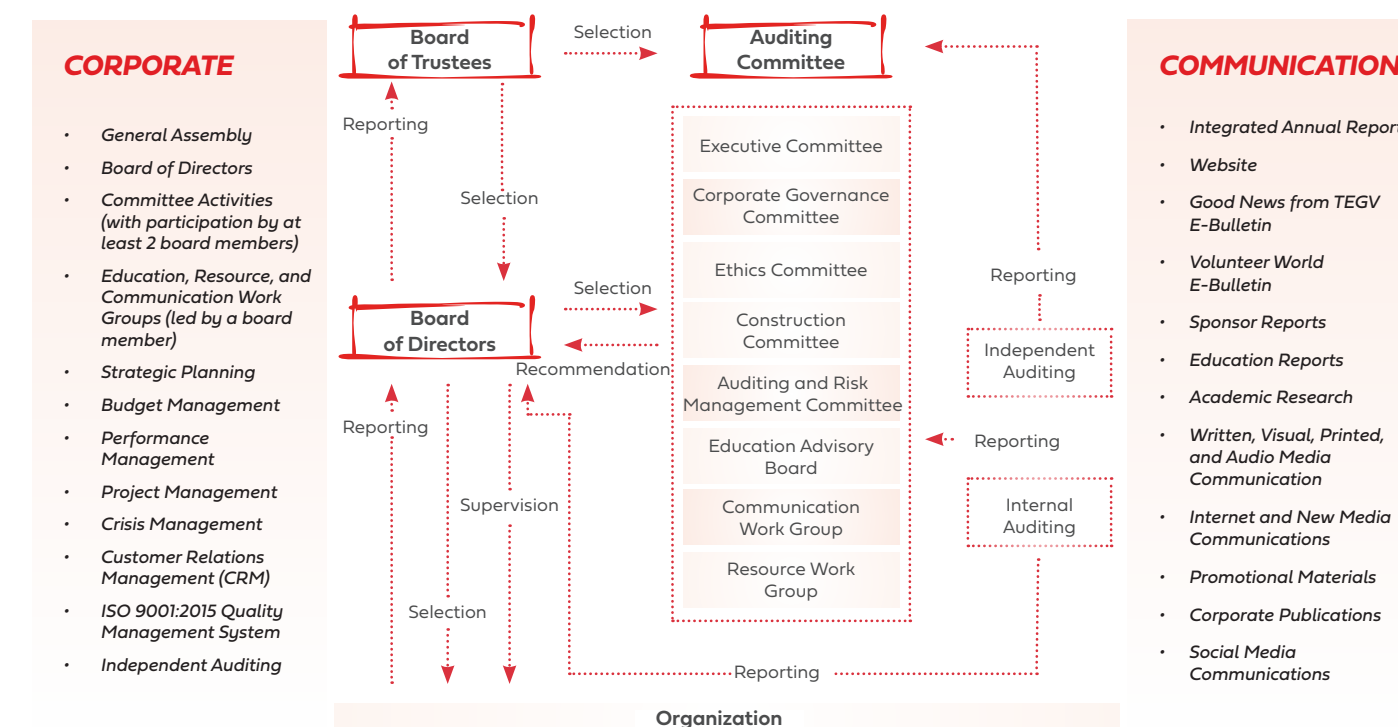 CORPORATE
• General Assembly
• Board of Directors
• Committee Activities
(with participation by at
least 2 board members)
• Education, Resource, and
Communication Work
Groups (led by a board
member)
• Strategic Planning
• Budget Management
• Performance
Management
• Project Management
• Crisis Management
• Customer Relations
Management (CRM)
• ISO 9001:2015 Quality
Management System
• Independent Auditing
Board
of Trustees
Selection
Auditing
Committee
Reporting
Selection
Board
of Directors
Selection
Recommendation
Reporting
Supervision
Selection
Executive Committee
Corporate Governance
Committee
Ethics Committee
Construction
Committee
Auditing and Risk
Management Committee
Education Advisory
Board
Communication
Work Group
Resource Work
Group
Reporting
Independent
Auditing
Reporting
Internal
Auditing
Reporting
Organization
COMMUNICATION
• Integrated Annual Report
• Website
• Good News from TEGV
E-Bulletin
• Volunteer World
E-Bulletin
• Sponsor Reports
• Education Reports
• Academic Research
• Written, Visual, Printed,
and Audio Media
Communication
• Internet and New Media
Communications
• Promotional Materials
• Corporate Publications
• Social Media
Communications